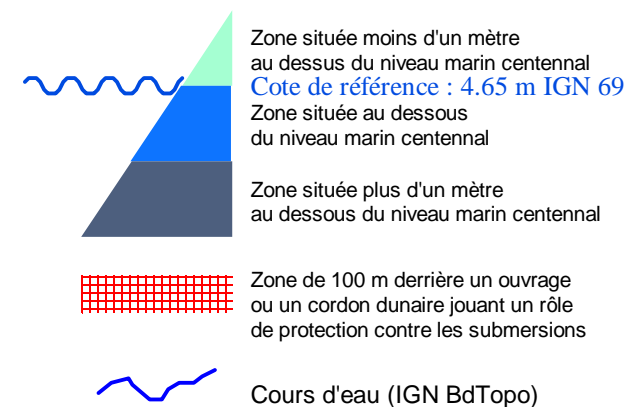 Zone située moins d'un mètre
au dessus du niveau marin centennal
Cote de référence : 4.65 m IGN 69
Zone située au dessous
du niveau marin centennal
Zone située plus d'un mètre
au dessous du niveau marin centennal
Zone de 100 m derrière un ouvrage
ou un cordon dunaire jouant un rôle
de protection contre les submersions
Cours d'eau (IGN BdTopo)